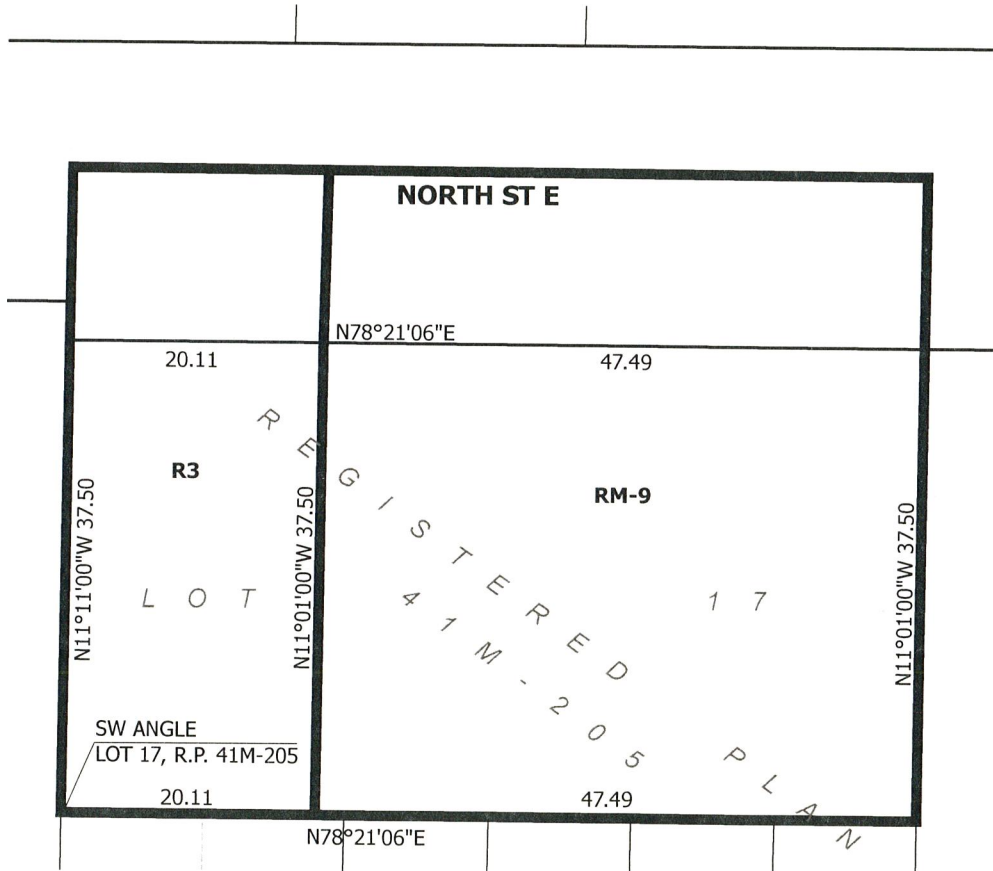 NORTH ST E
N78°21'06"E
20.11
47.49
R3
RM-9
N11°11'00"W 37.50
N11°01'00"W 37.50
N11°01'00"W 37.50
REGISTERED PLAN
41M-205
LOT 17
SW ANGLE
LOT 17, R.P. 41M-205
20.11
47.49
N78°21'06"E